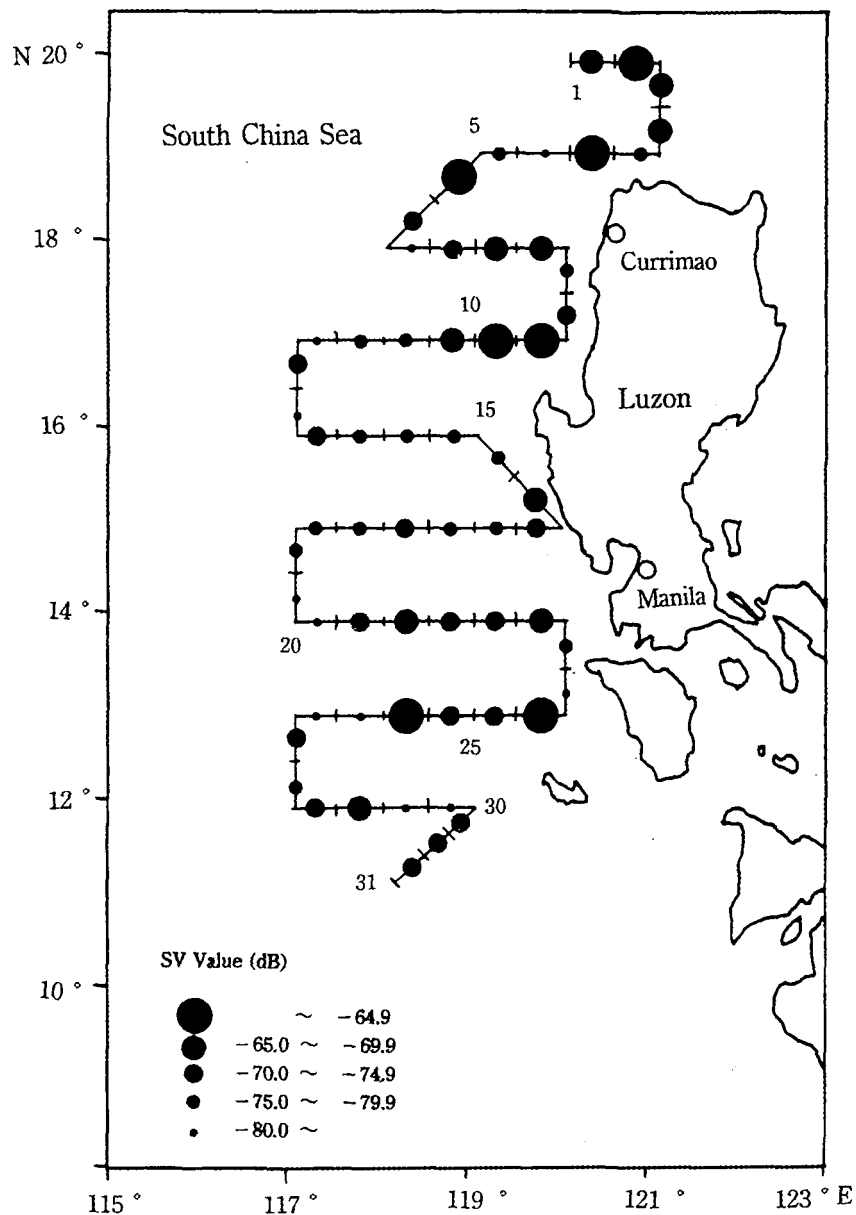 N 20 °
1
South China Sea
5
18 °
Currimao
10
16 °
Luzon
15
14 °
Manila
20
25
12 °
30
31
SV Value (dB)
10 °
~ -64.9
-65.0 ~ -69.9
-70.0 ~ -74.9
-75.0 ~ -79.9
-80.0 ~
115 °
117 °
119 °
121 °
123 ° E